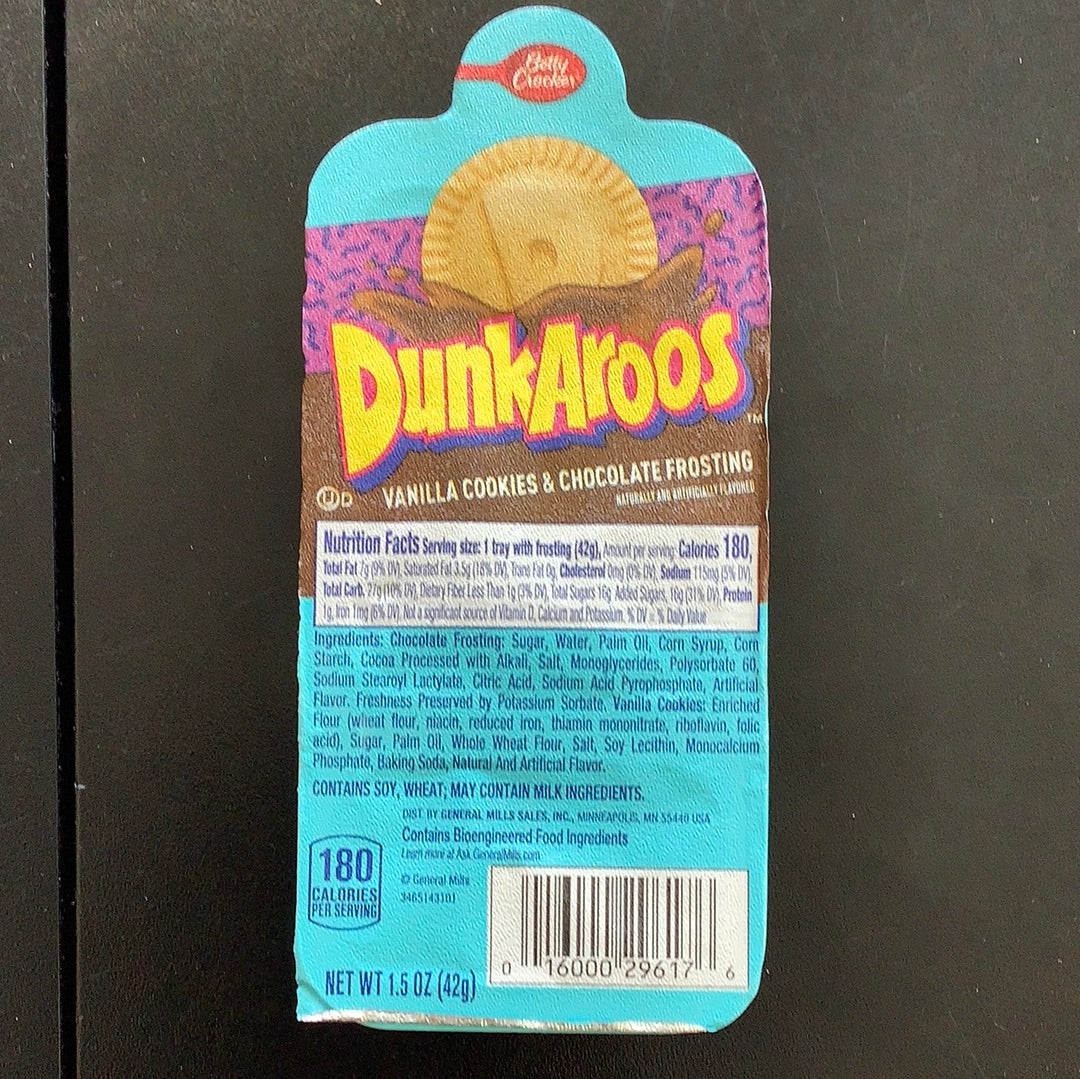 Betty
Crocker
DunkAroos
TM
U D VANILLA COOKIES & CHOCOLATE FROSTING
NATURALLY AND ARTIFICIALLY FLAVORED
Nutrition Facts Serving size: 1 tray with frosting (42g), Amount per serving: Calories 180,
Total Fat 7g (9% DV), Saturated Fat 3.5g (18% DV), Trans Fat 0g, Cholesterol 0mg (0% DV), Sodium 115mg (5% DV),
Total Carb. 27g (10% DV), Dietary Fiber Less Than 1g (3% DV), Total Sugars 16g Added Sugars, 16g (31% DV), Protein
1g, Iron 1mg (6% DV). Not a significant source of Vitamin D, Calcium and Potassium. % DV = % Daily Value
Ingredients: Chocolate Frosting: Sugar, Water, Palm Oil, Corn Syrup, Corn
Starch, Cocoa Processed with Alkali, Salt, Monoglycerides, Polysorbate 60,
Sodium Stearoyl Lactylate, Citric Acid, Sodium Acid Pyrophosphate, Artificial
Flavor. Freshness Preserved by Potassium Sorbate. Vanilla Cookies: Enriched
Flour (wheat flour, niacin, reduced iron, thiamin mononitrate, riboflavin, folic
acid), Sugar, Palm Oil, Whole Wheat Flour, Salt, Soy Lecithin, Monocalcium
Phosphate, Baking Soda, Natural And Artificial Flavor.
CONTAINS SOY, WHEAT; MAY CONTAIN MILK INGREDIENTS.
DIST. BY GENERAL MILLS SALES, INC., MINNEAPOLIS, MN 55440 USA
Contains Bioengineered Food Ingredients
Learn more at Ask.GeneralMills.com
© General Mills
3465143101
180
CALORIES
PER SERVING
NET WT 1.5 OZ (42g)
0 16000 29617 6